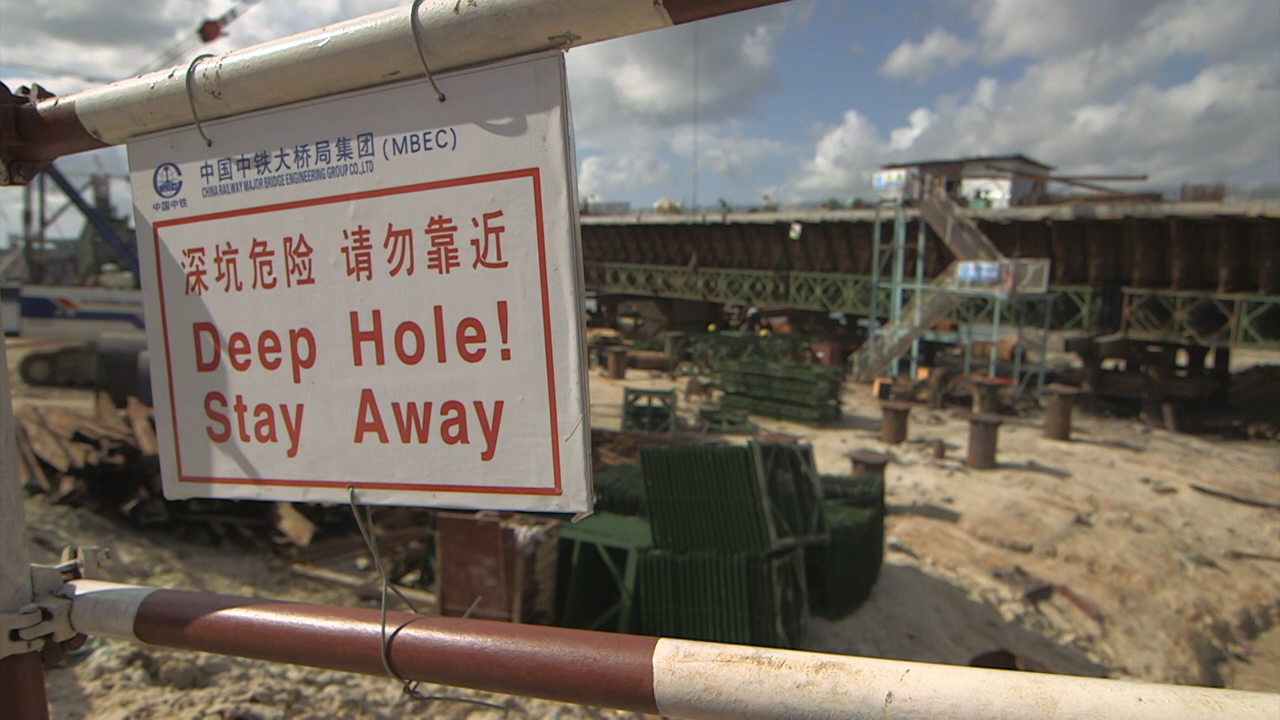 中国中铁大桥局集团 (MBEC)
CHINA RAILWAY MAJOR BRIDGE ENGINEERING GROUP CO.,LTD
中国中铁
深坑危险 请勿靠近
Deep Hole!
Stay Away